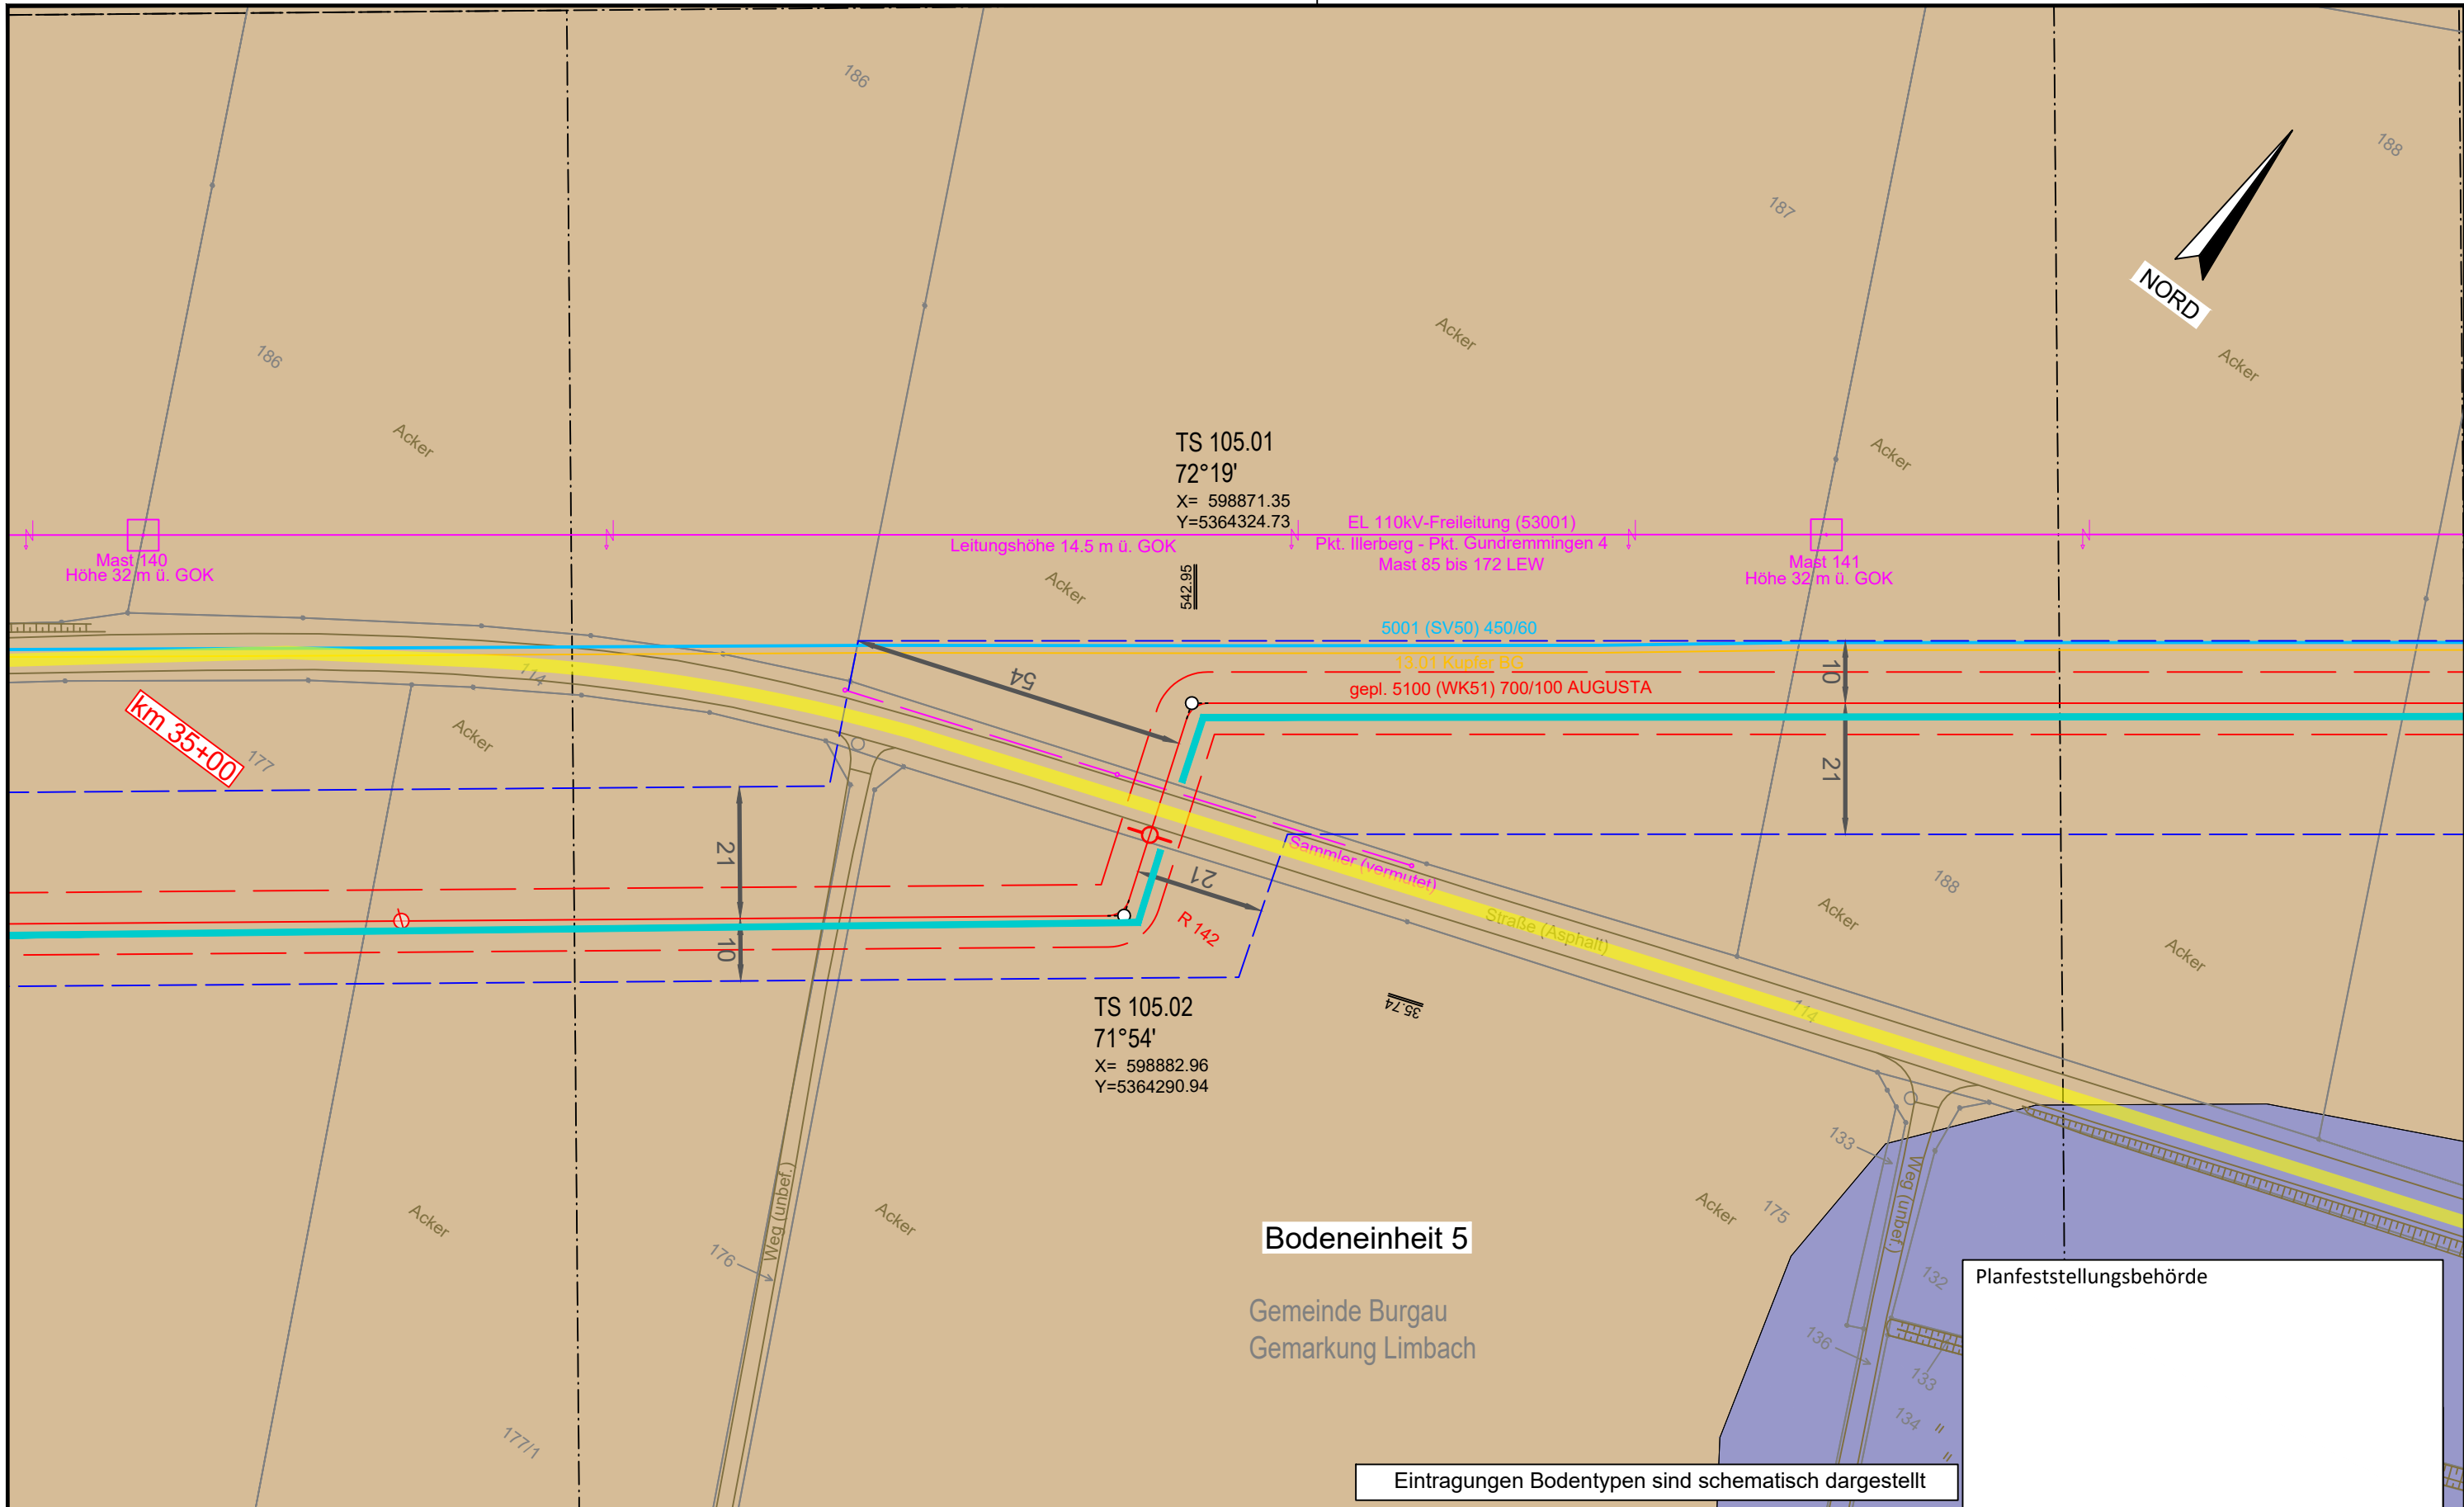 186
188
187
NORD
Acker
186
Acker
Acker
Acker
TS 105.01
72°19'
X= 598871.35
Y=5364324.73
EL 110kV-Freileitung (53001)
Leitungshöhe 14.5 m ü. GOK
Pkt. Illerberg - Pkt. Gundremmingen 4
Mast 85 bis 172 LEW
Mast 140
Höhe 32 m ü. GOK
Mast 141
Höhe 32 m ü. GOK
Acker
542.95
5001 (SV50) 450/60
13.01 Kupfer BG
gepl. 5100 (WK51) 700/100 AUGUSTA
54
10
114
km 35+00
177
Acker
21
21
Sammler (vermutet)
21
188
10
R 142
Straße (Asphalt)
Acker
Acker
TS 105.02
71°54'
X= 598882.96
Y=5364290.94
35.74
114
133
Weg (unbef.)
Acker
Acker
Weg (unbef.)
Acker
175
176
Bodeneinheit 5
132
Planfeststellungsbehörde
Gemeinde Burgau
Gemarkung Limbach
136
133
134
177/1
Eintragungen Bodentypen sind schematisch dargestellt